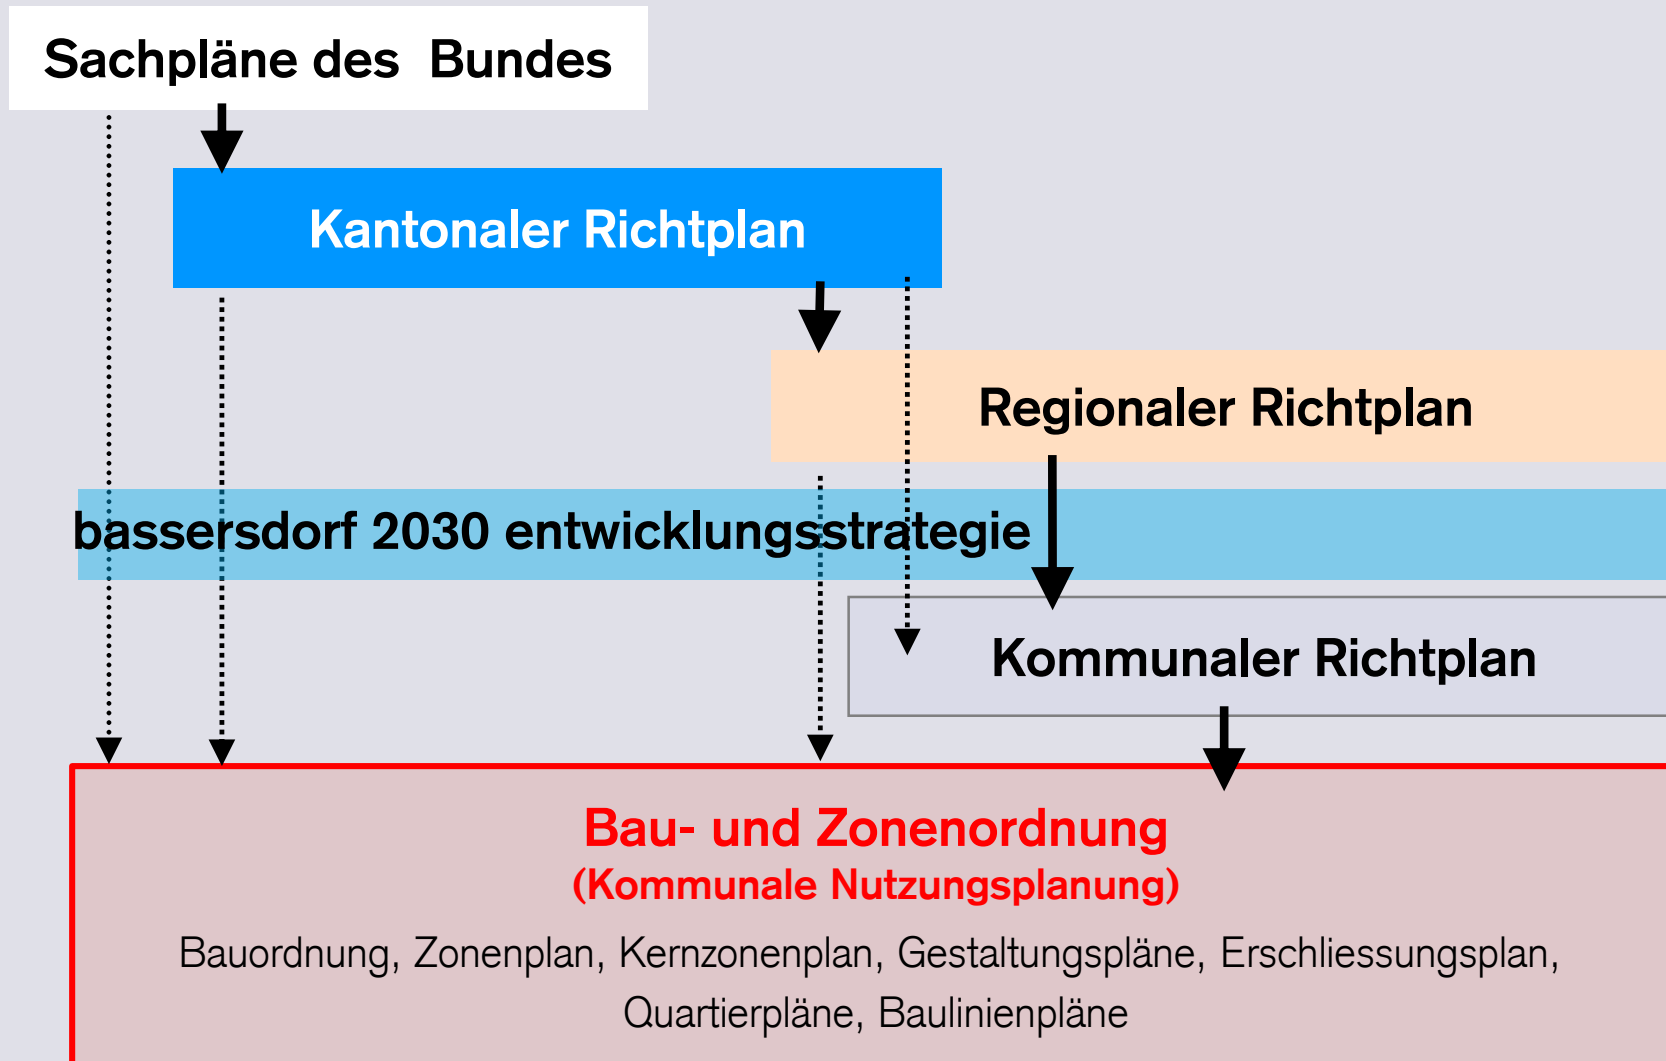 Sachpläne des Bundes
Kantonaler Richtplan
Regionaler Richtplan
bassersdorf 2030 entwicklungsstrategie
Kommunaler Richtplan
Bau- und Zonenordnung
(Kommunale Nutzungsplanung)
Bauordnung, Zonenplan, Kernzonenplan, Gestaltungspläne, Erschliessungsplan,
Quartierpläne, Baulinienpläne